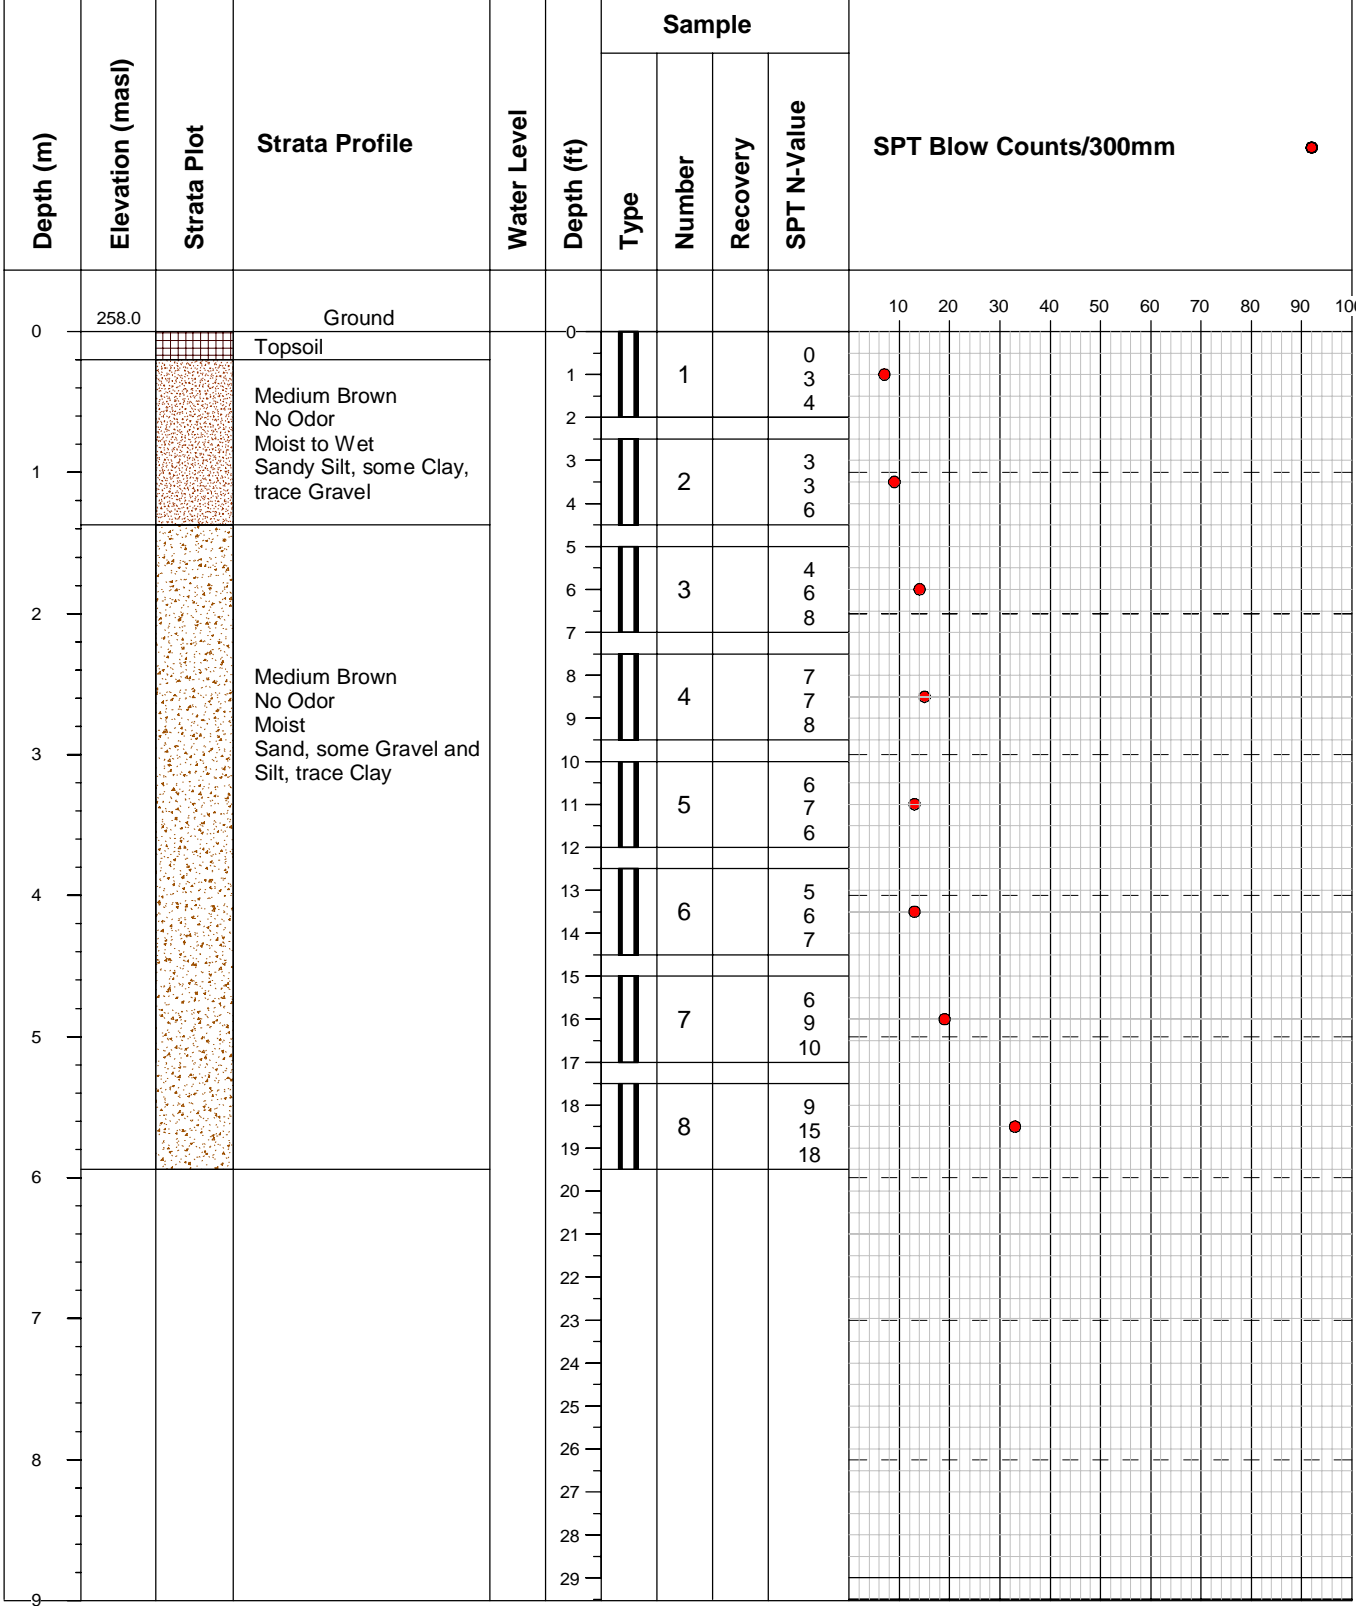 Sample
Depth (m)
Elevation (masl)
Strata Plot
Strata Profile
Water Level
Depth (ft)
Type
Number
Recovery
SPT N-Value
SPT Blow Counts/300mm
10 20 30 40 50 60 70 80 90 100
258.0
Ground
0
Topsoil
Medium Brown
No Odor
Moist to Wet
Sandy Silt, some Clay,
trace Gravel
1
2
Medium Brown
No Odor
Moist
Sand, some Gravel and
Silt, trace Clay
3
4
5
6
7
8
9
0
1
2
3
4
5
6
7
8
9
10
11
12
13
14
15
16
17
18
19
20
21
22
23
24
25
26
27
28
29
1
0
3
4
2
3
3
6
3
4
6
8
4
7
7
8
5
6
7
6
6
5
6
7
7
6
9
10
8
9
15
18